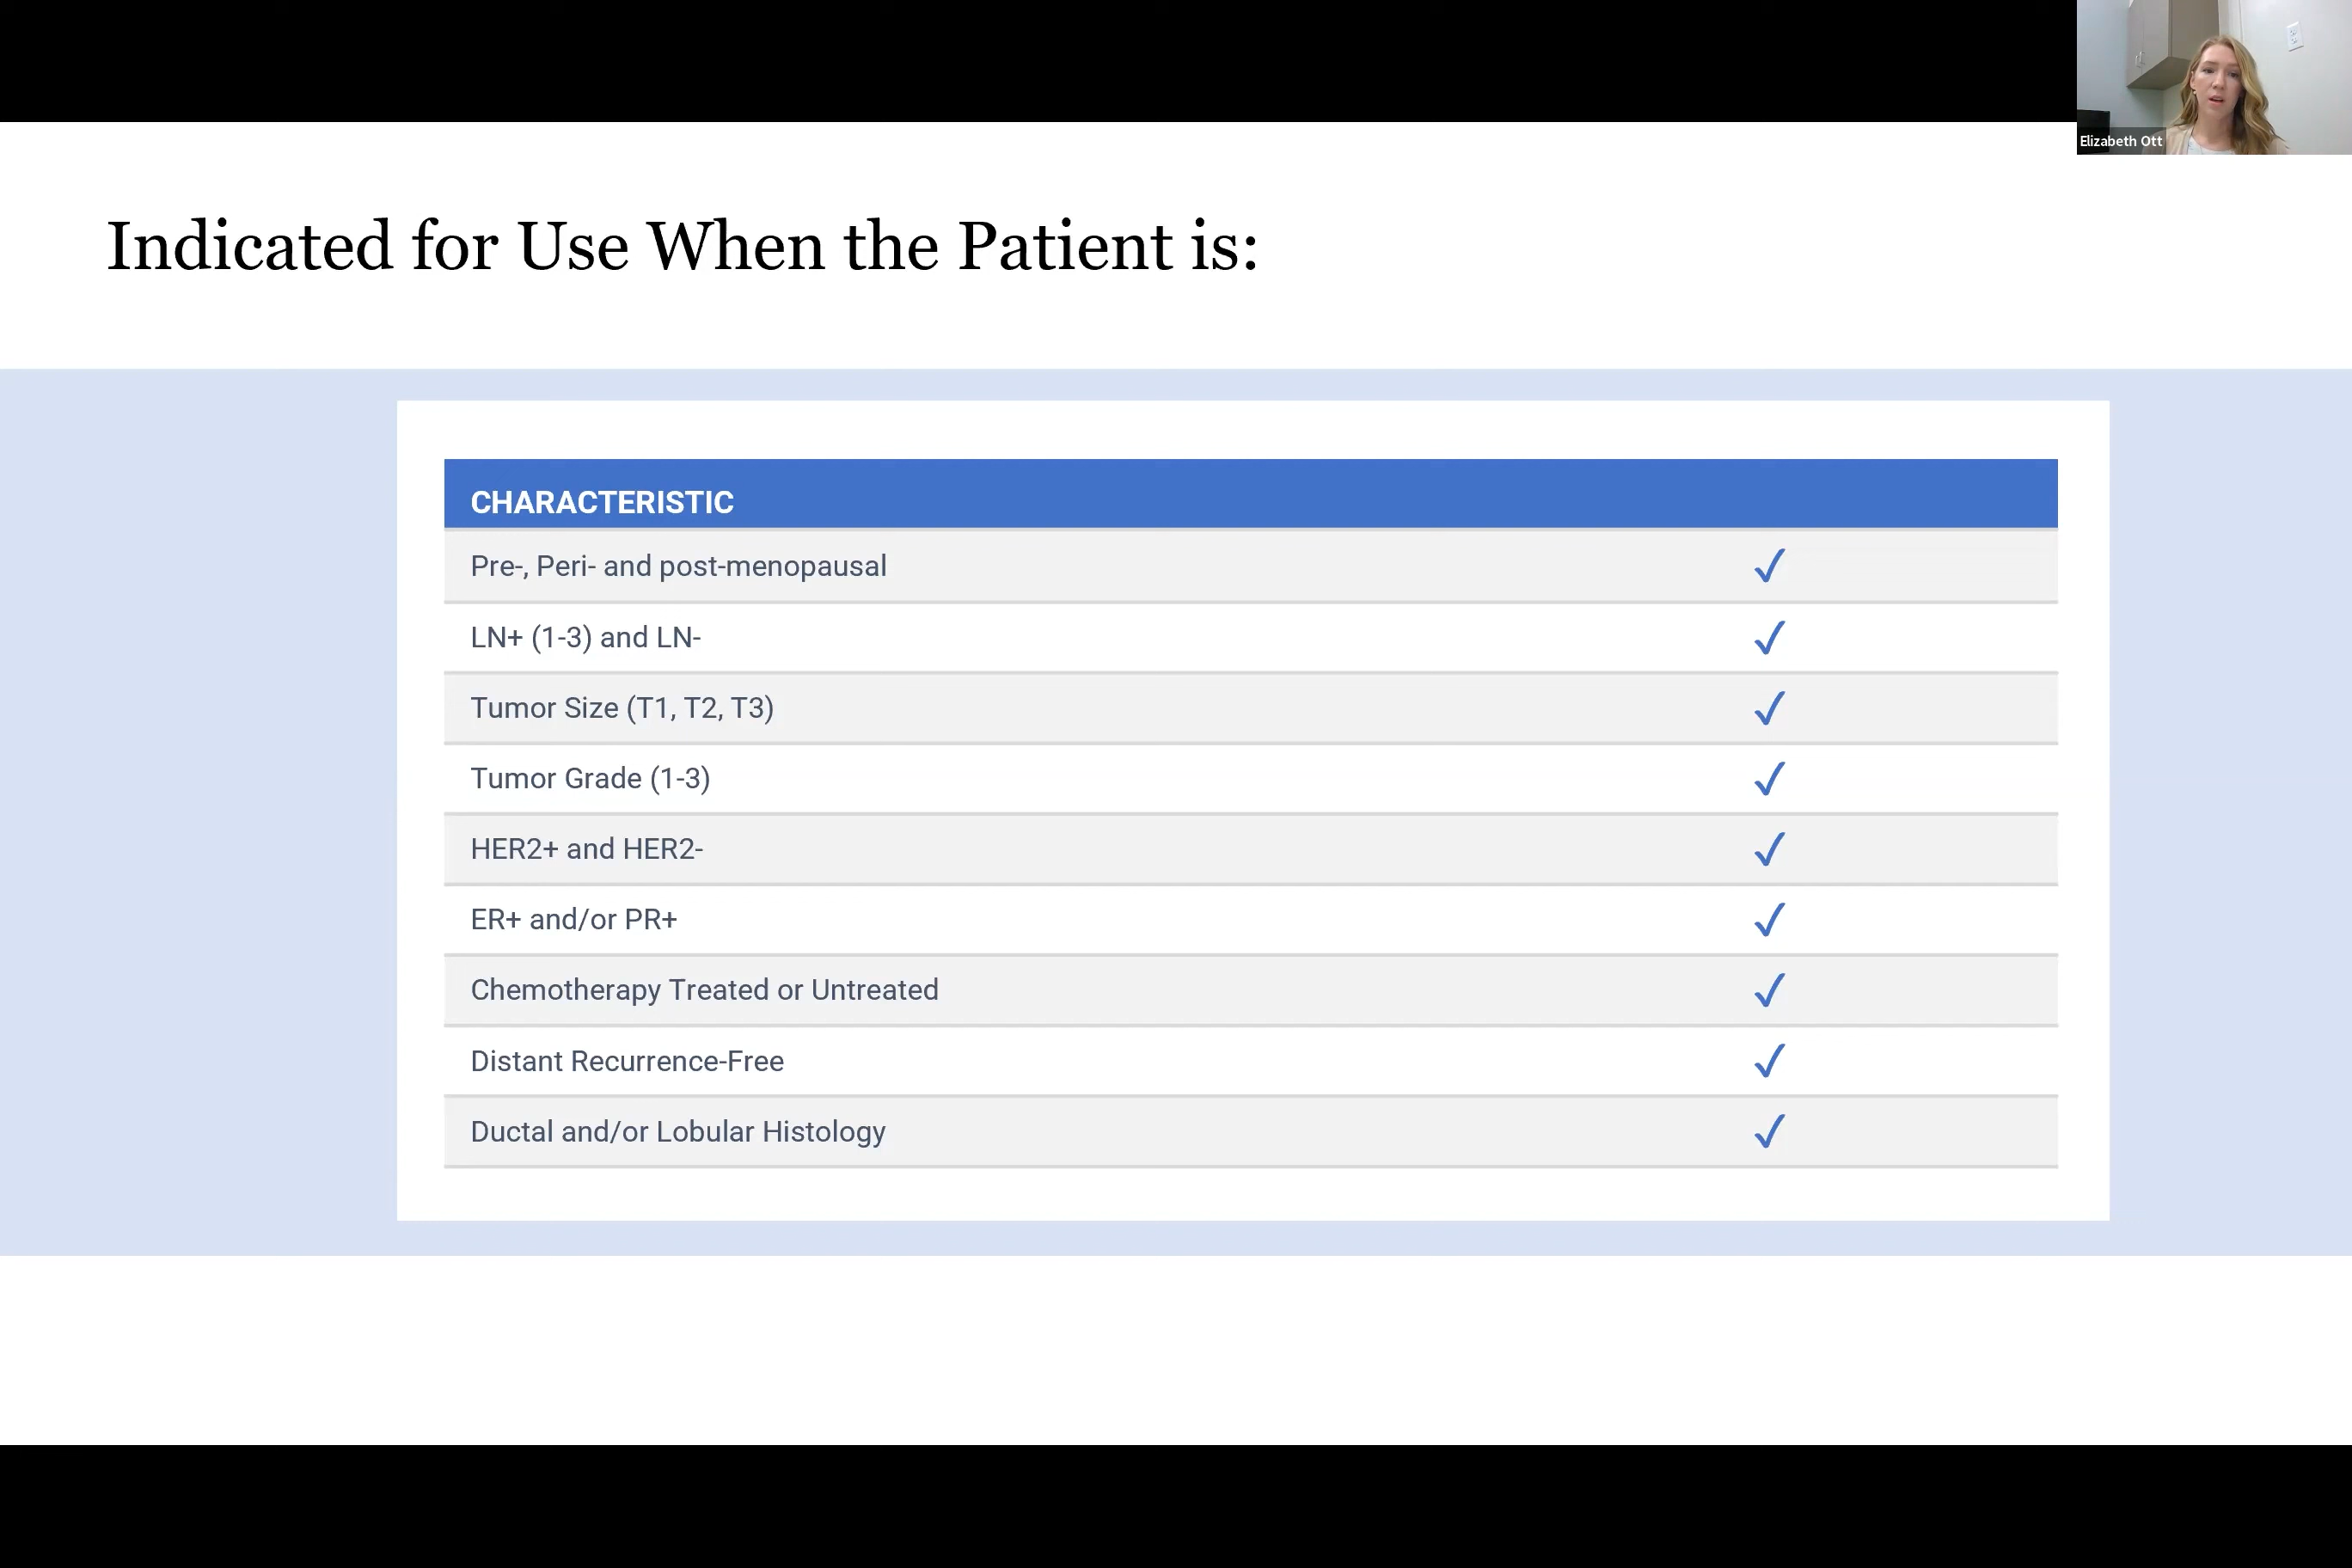 Elizabeth Ott
Indicated for Use When the Patient is:
CHARACTERISTIC
Pre-, Peri- and post-menopausal ✓
LN+ (1-3) and LN- ✓
Tumor Size (T1, T2, T3) ✓
Tumor Grade (1-3) ✓
HER2+ and HER2- ✓
ER+ and/or PR+ ✓
Chemotherapy Treated or Untreated ✓
Distant Recurrence-Free ✓
Ductal and/or Lobular Histology ✓